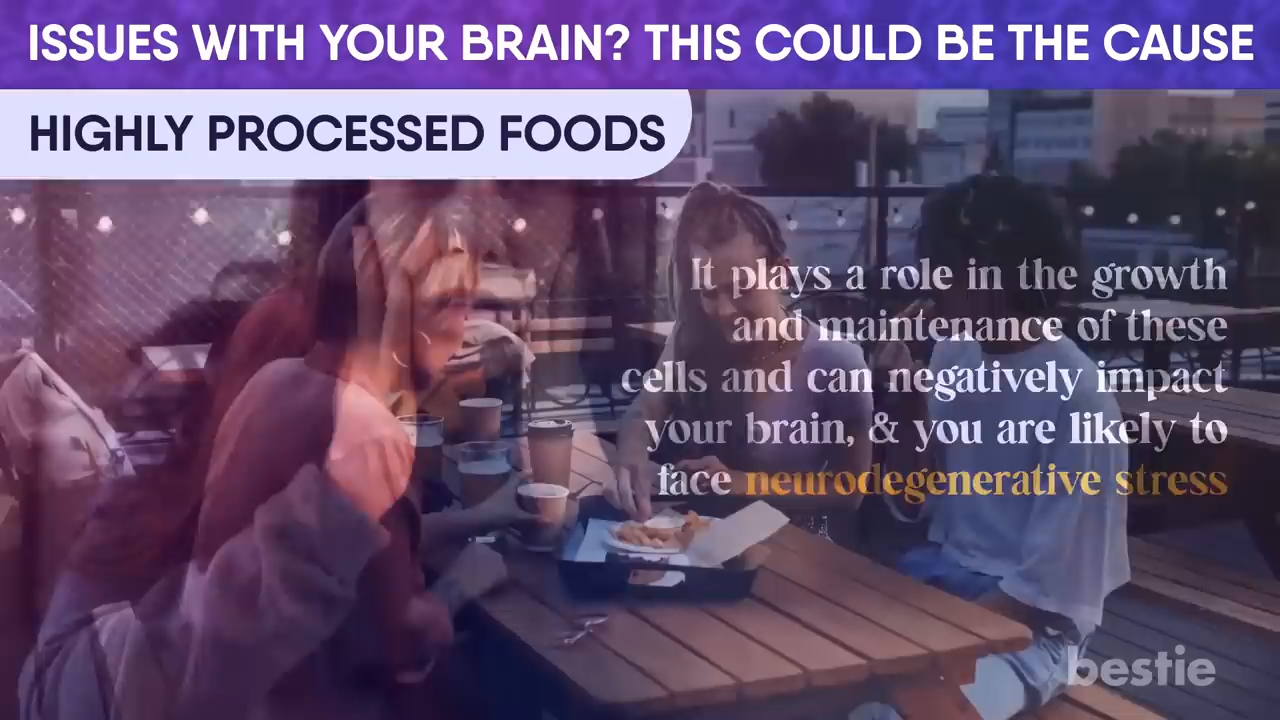 ISSUES WITH YOUR BRAIN? THIS COULD BE THE CAUSE
HIGHLY PROCESSED FOODS
It plays a role in the growth
and maintenance of these
cells and can negatively impact
your brain, & you are likely to
face neurodegenerative stress
bestie